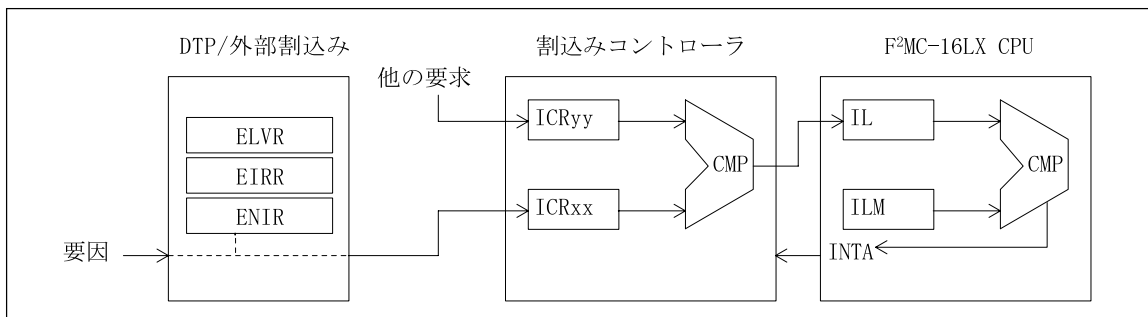 DTP/外部割込み
割込みコントローラ
F²MC-16LX CPU
他の要求
ELVR
EIRR
ENIR
要因
ICRyy
ICRxx
CMP
IL
ILM
CMP
INTA